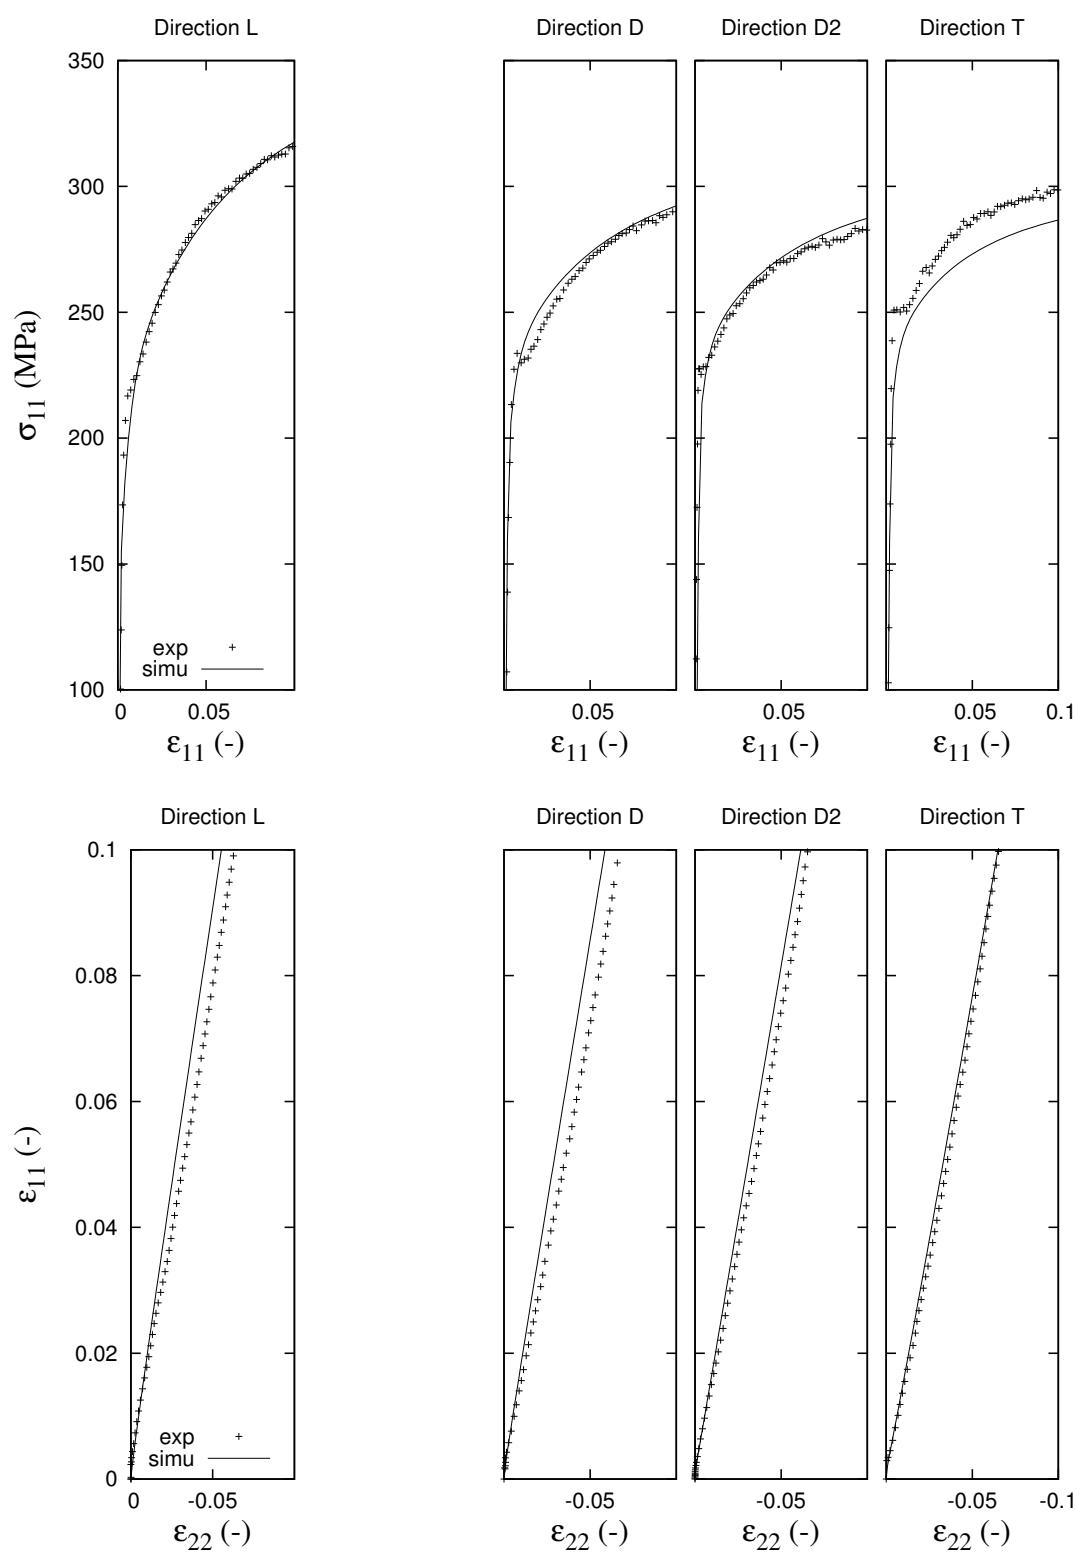 Direction L Direction D Direction D2 Direction T
350
300
250
200
150
100
σ11 (MPa)
exp
simu
0 0.05 0.05 0.05 0.05 0.1
ε11 (-) ε11 (-) ε11 (-) ε11 (-)
Direction L Direction D Direction D2 Direction T
0.1
0.08
0.06
0.04
0.02
0
ε11 (-)
exp
simu
0 -0.05 -0.05 -0.05 -0.05 -0.1
ε22 (-) ε22 (-) ε22 (-) ε22 (-)